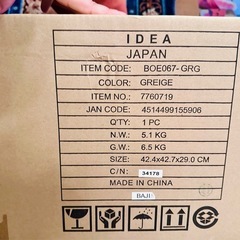 IDEA
JAPAN
ITEM CODE: BOE067-GRG
COLOR: GREIGE
ITEM: 7760719
JAN CODE: 4514499155906
Q'TY: 1 PC
N.W.: 5.1 KG
G.W.: 6.5 KG
SIZE: 42.4x42.7x29.0 CM
C/N: 34178
MADE IN CHINA
BAJI